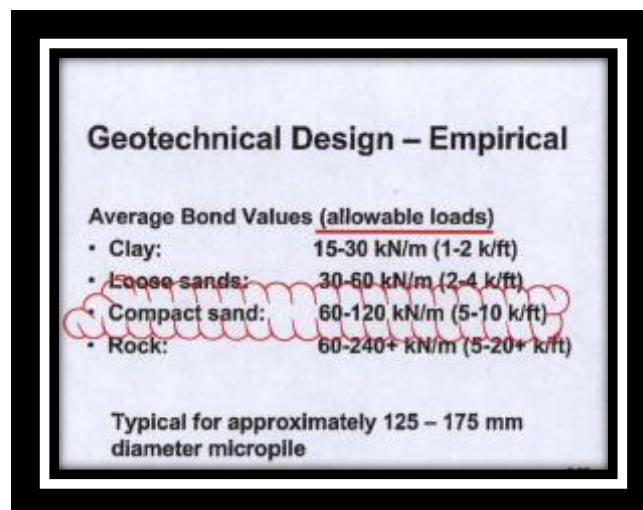 Geotechnical Design – Empirical
Average Bond Values (allowable loads)
• Clay: 15-30 kN/m (1-2 k/ft)
• Loose sands: 30-60 kN/m (2-4 k/ft)
• Compact sand: 60-120 kN/m (5-10 k/ft)
• Rock: 60-240+ kN/m (5-20+ k/ft)
Typical for approximately 125 – 175 mm
diameter micropile